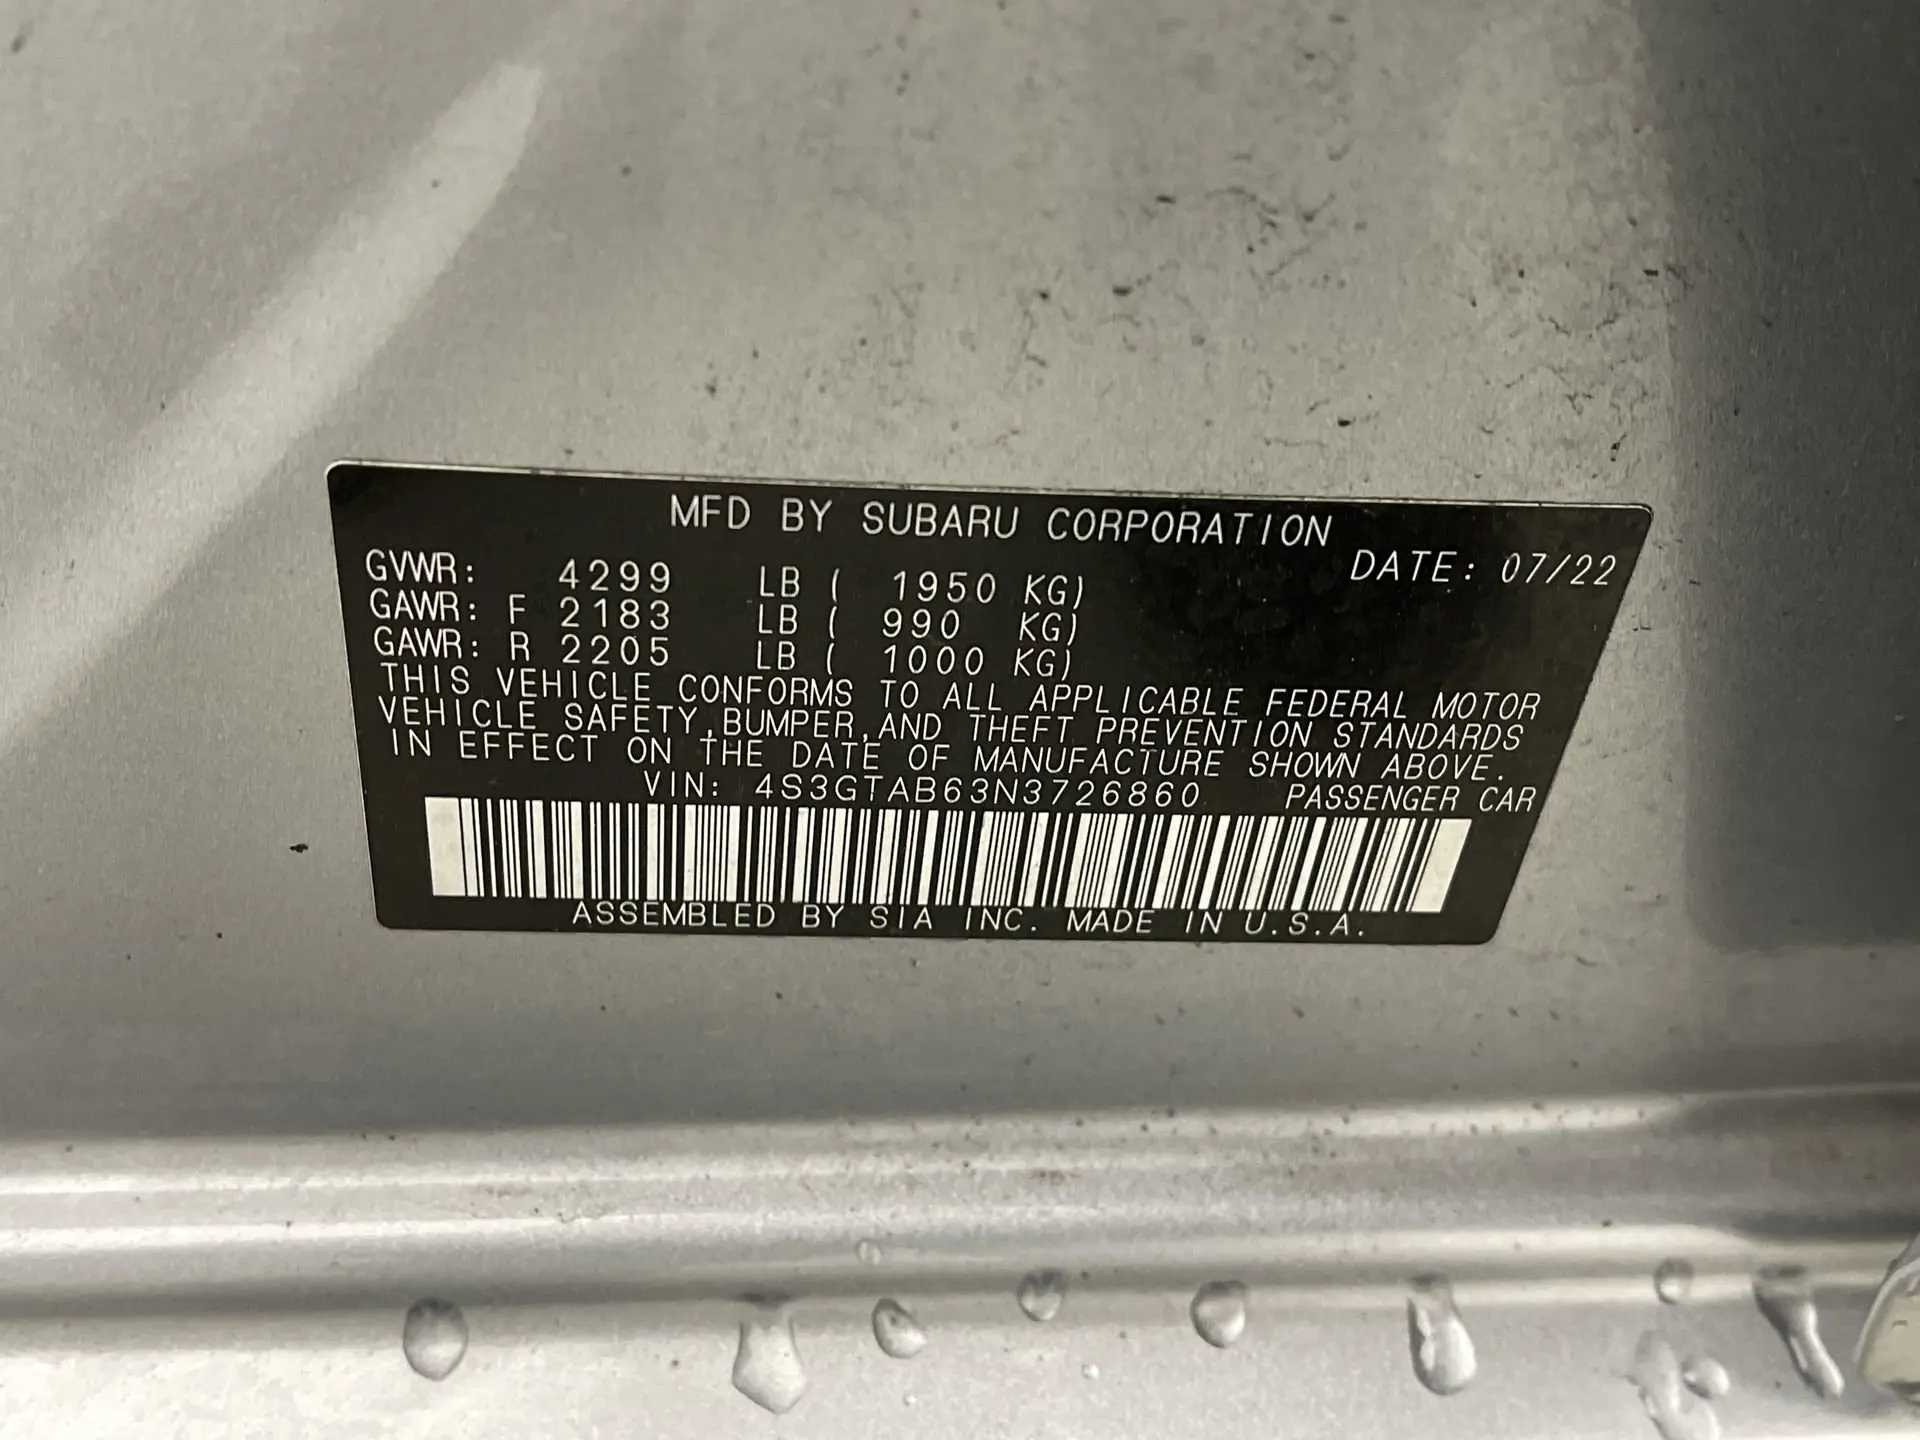 MFD BY SUBARU CORPORATION
DATE: 07/22
GVWR: 4299 LB ( 1950 KG)
GAWR: F 2183 LB ( 990 KG)
GAWR: R 2205 LB ( 1000 KG)
THIS VEHICLE CONFORMS TO ALL APPLICABLE FEDERAL MOTOR
VEHICLE SAFETY,BUMPER,AND THEFT PREVENTION STANDARDS
IN EFFECT ON THE DATE OF MANUFACTURE SHOWN ABOVE.
VIN: 4S3GTAB63N3726860 PASSENGER CAR
ASSEMBLED BY SIA INC. MADE IN U.S.A.